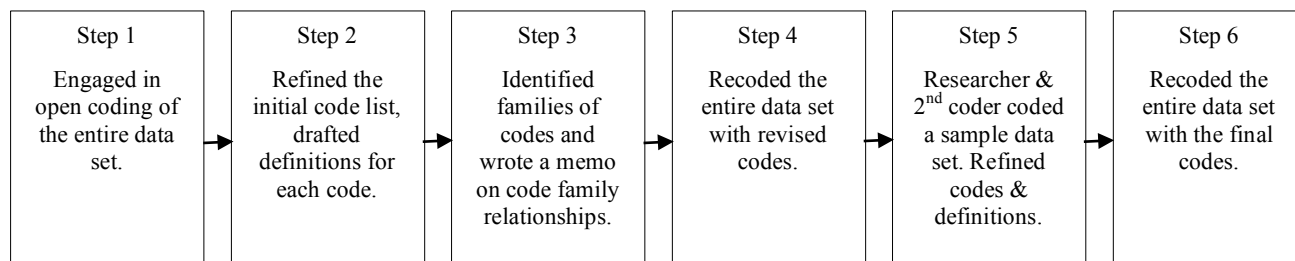 Step 1
Engaged in
open coding of
the entire data
set.
Step 2
Refined the
initial code list,
drafted
definitions for
each code.
Step 3
Identified
families of
codes and
wrote a memo
on code family
relationships.
Step 4
Recoded the
entire data set
with revised
codes.
Step 5
Researcher &
2nd coder coded
a sample data
set. Refined
codes &
definitions.
Step 6
Recoded the
entire data set
with the final
codes.